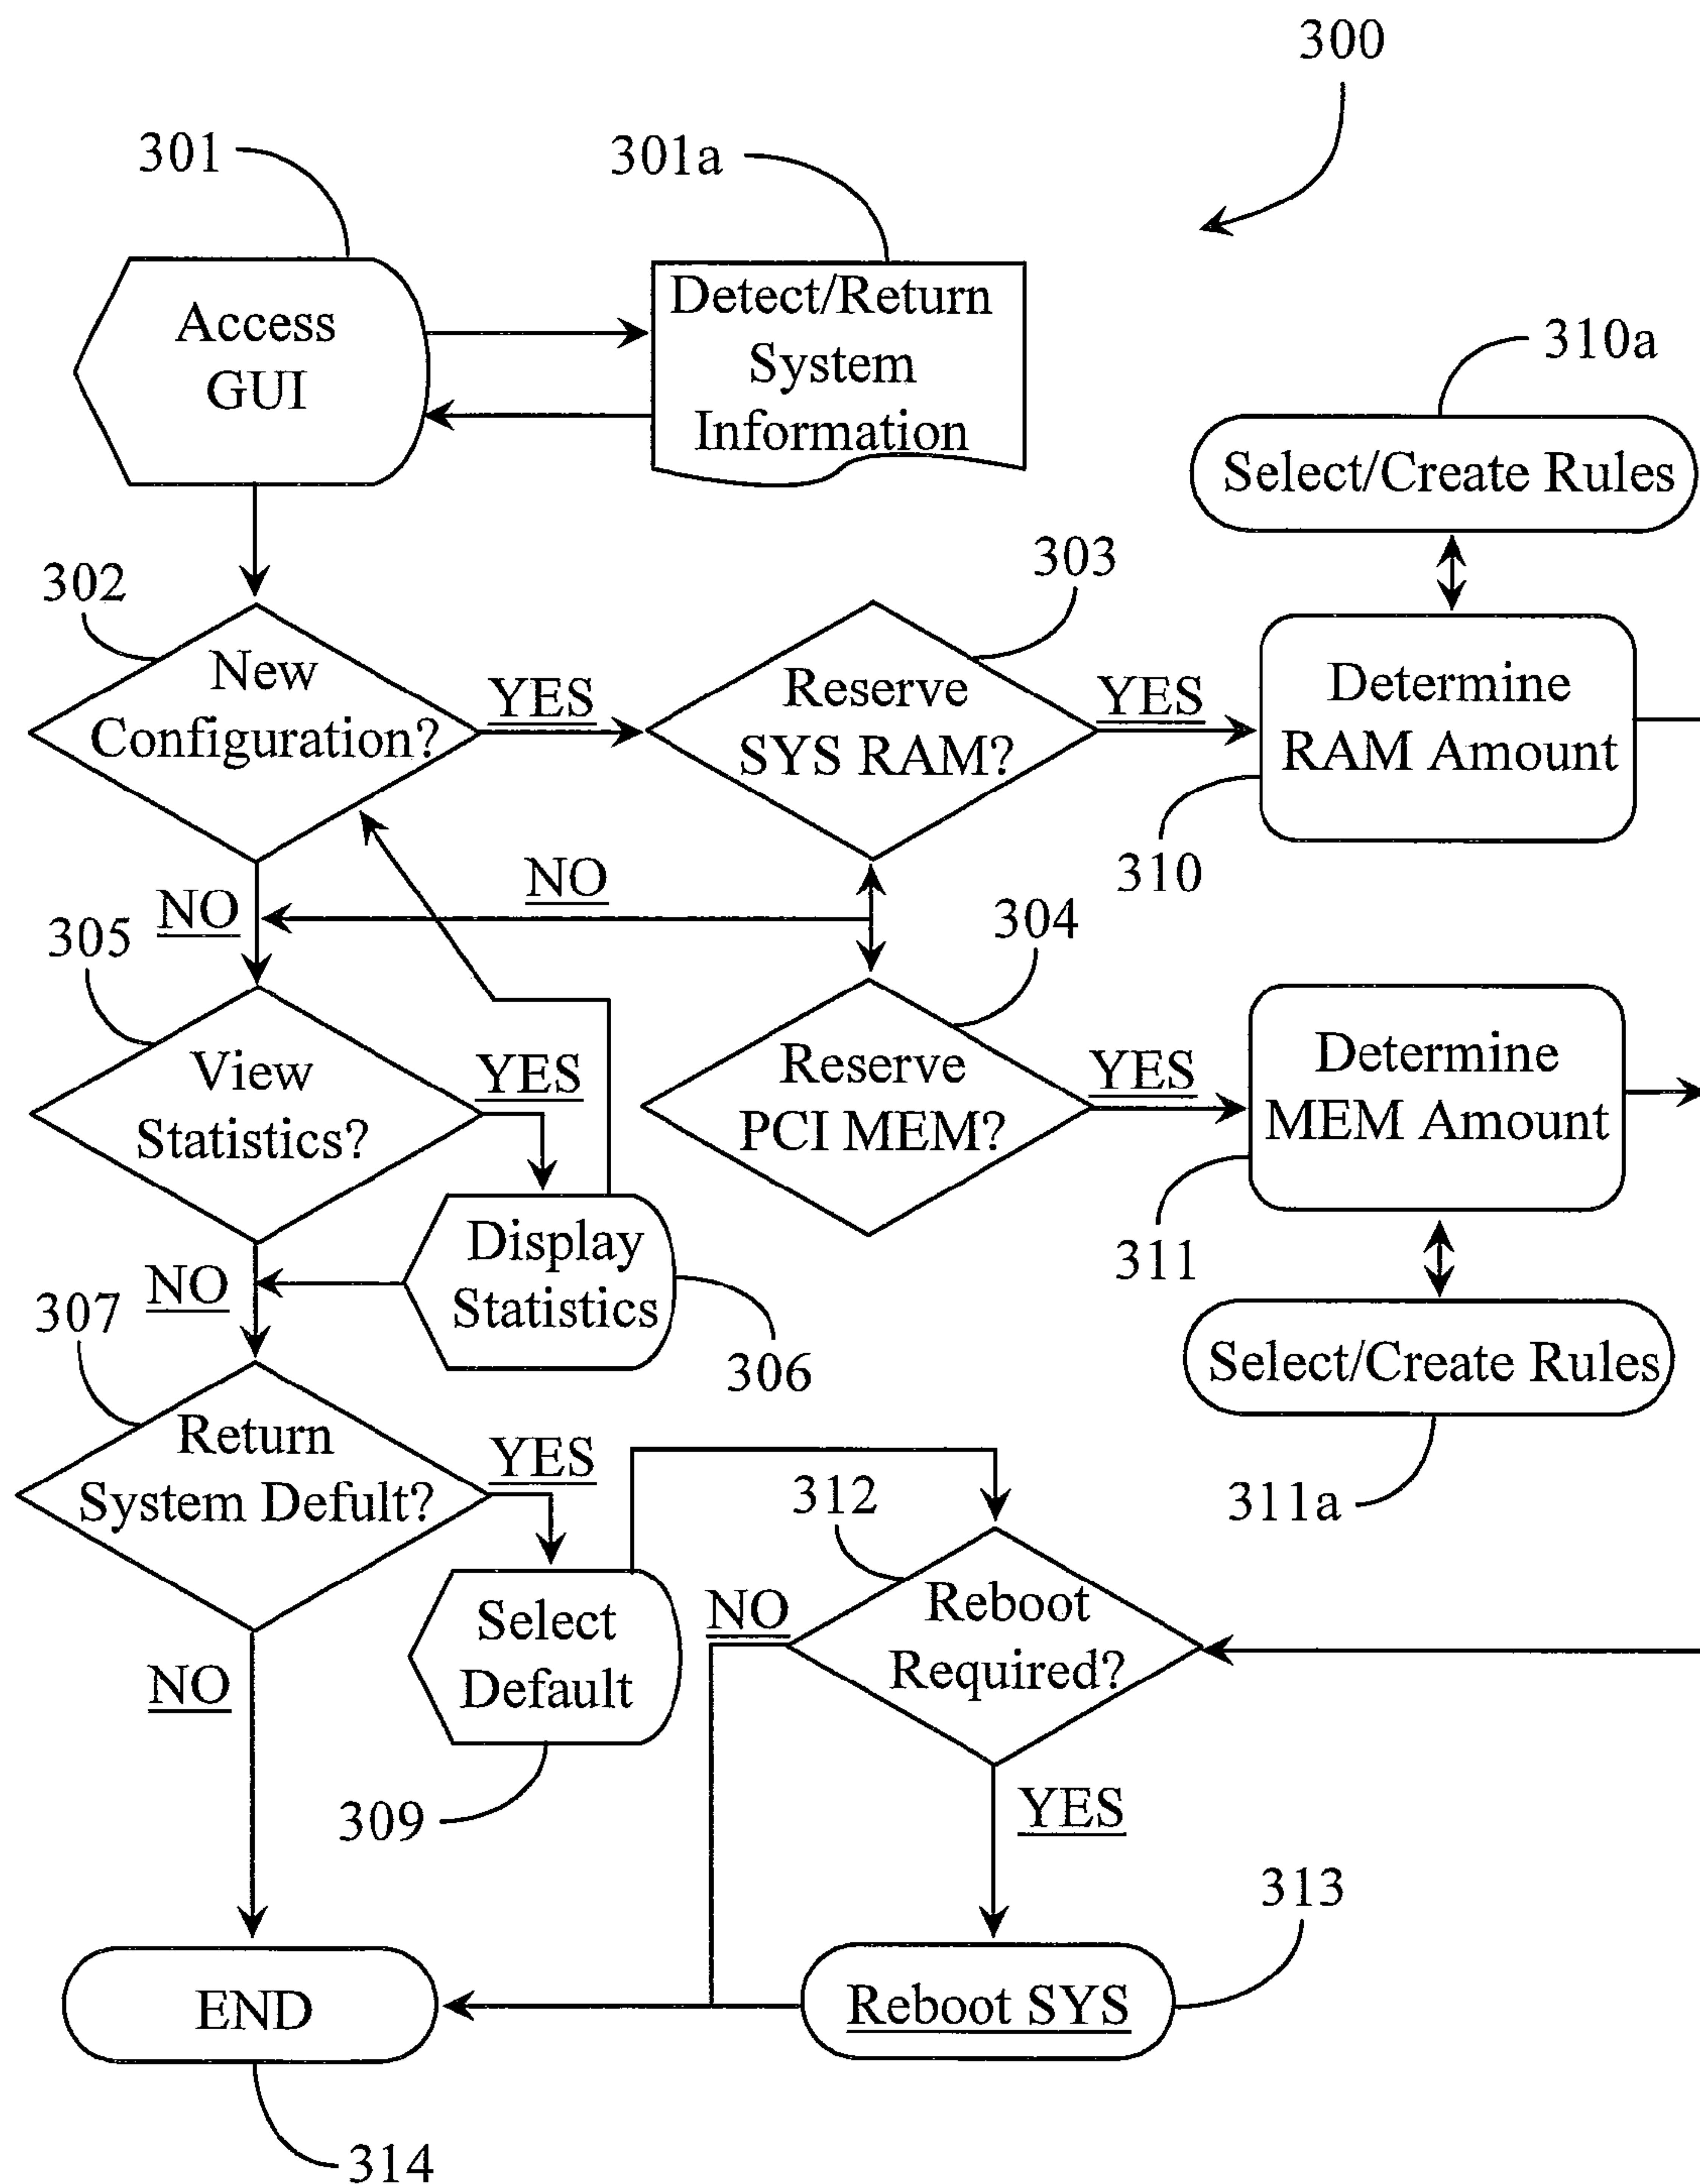 300
301
301a
Access
GUI
Detect/Return
System
Information
310a
Select/Create Rules
302
303
New
Configuration?
YES
Reserve
SYS RAM?
YES
Determine
RAM Amount
310
NO
NO
305
304
View
Statistics?
YES
Reserve
PCI MEM?
YES
Determine
MEM Amount
311
Display
Statistics
NO
307
306
Select/Create Rules
311a
Return
System Defult?
YES
312
Select
Default
NO
Reboot
Required?
NO
309
YES
313
END
Reboot SYS
314